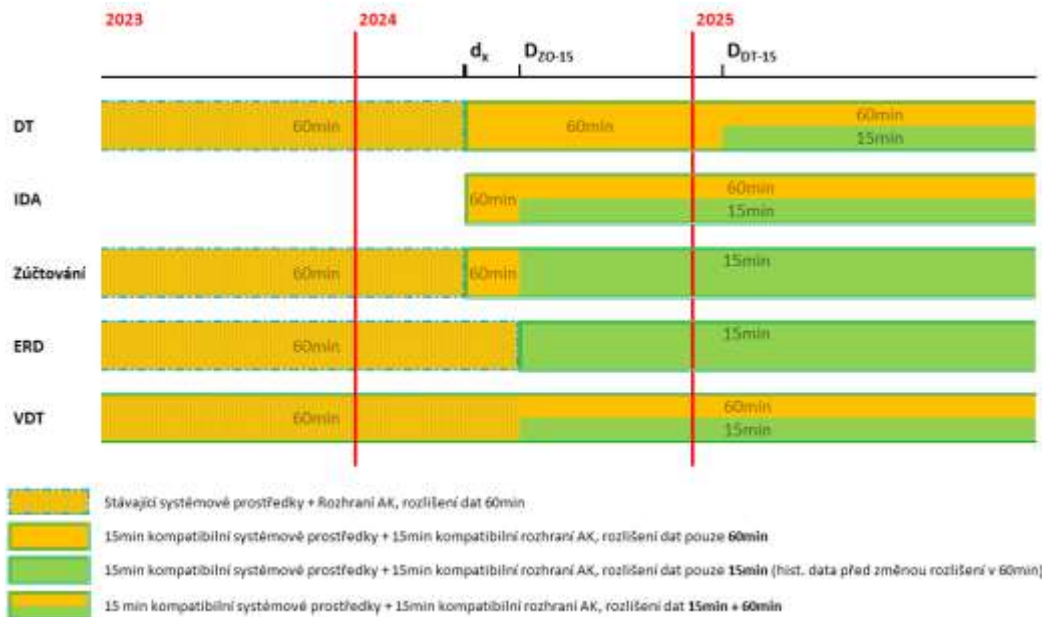 2023 2024 2025
dx DZO-15 DDT-15
DT 60min 60min 60min
15min
IDA 60min 60min
15min
Zúčtování 60min 60min 15min
ERD 60min 15min
VDT 60min 60min
15min
Stávající systémové prostředky + Rozhraní AK, rozlišení dat 60min
15min kompatibilní systémové prostředky + 15min kompatibilní rozhraní AK, rozlišení dat pouze 60min
15min kompatibilní systémové prostředky + 15min kompatibilní rozhraní AK, rozlišení dat pouze 15min (hist. data před změnou rozlišení v 60min)
15 min kompatibilní systémové prostředky + 15min kompatibilní rozhraní AK, rozlišení dat 15min + 60min